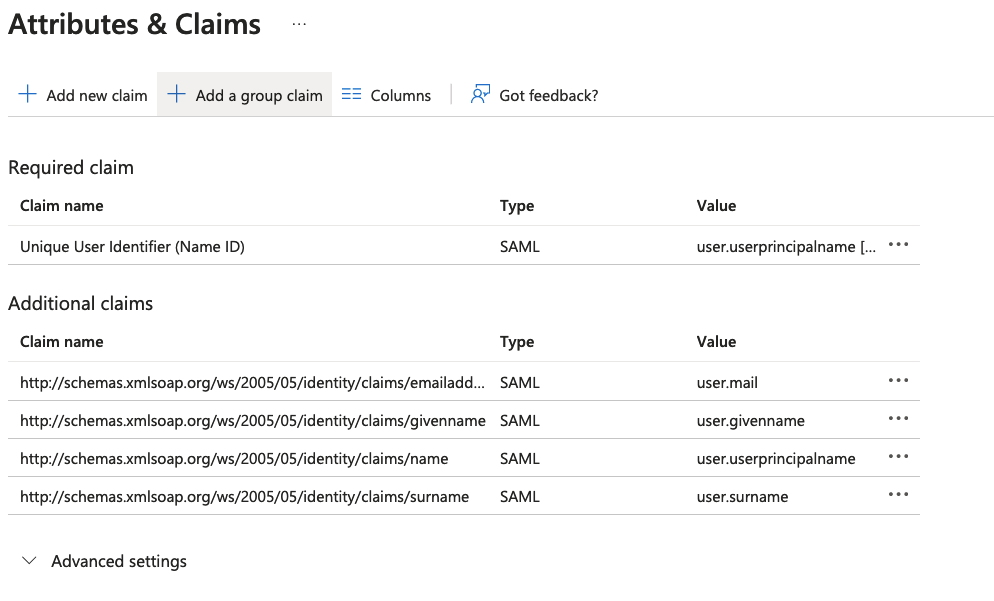 Attributes & Claims ...
Add new claim Add a group claim Columns Got feedback?
Required claim
Claim name Type Value
Unique User Identifier (Name ID) SAML user.userprincipalname [...
Additional claims
Claim name Type Value
http://schemas.xmlsoap.org/ws/2005/05/identity/claims/emailadd... SAML user.mail
http://schemas.xmlsoap.org/ws/2005/05/identity/claims/givenname SAML user.givenname
http://schemas.xmlsoap.org/ws/2005/05/identity/claims/name SAML user.userprincipalname
http://schemas.xmlsoap.org/ws/2005/05/identity/claims/surname SAML user.surname
Advanced settings